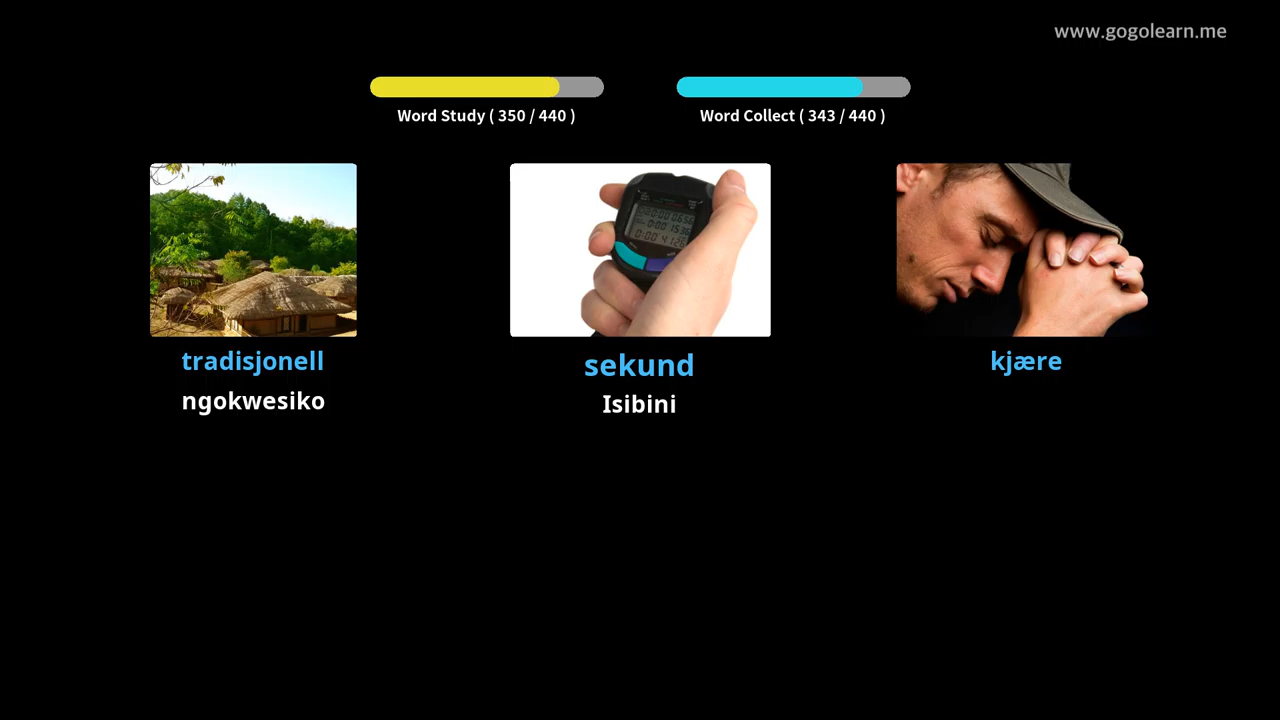 www.gogolearn.me
Word Study ( 350 / 440 )
Word Collect ( 343 / 440 )
tradisjonell
ngokwesiko
sekund
Isibini
kjære